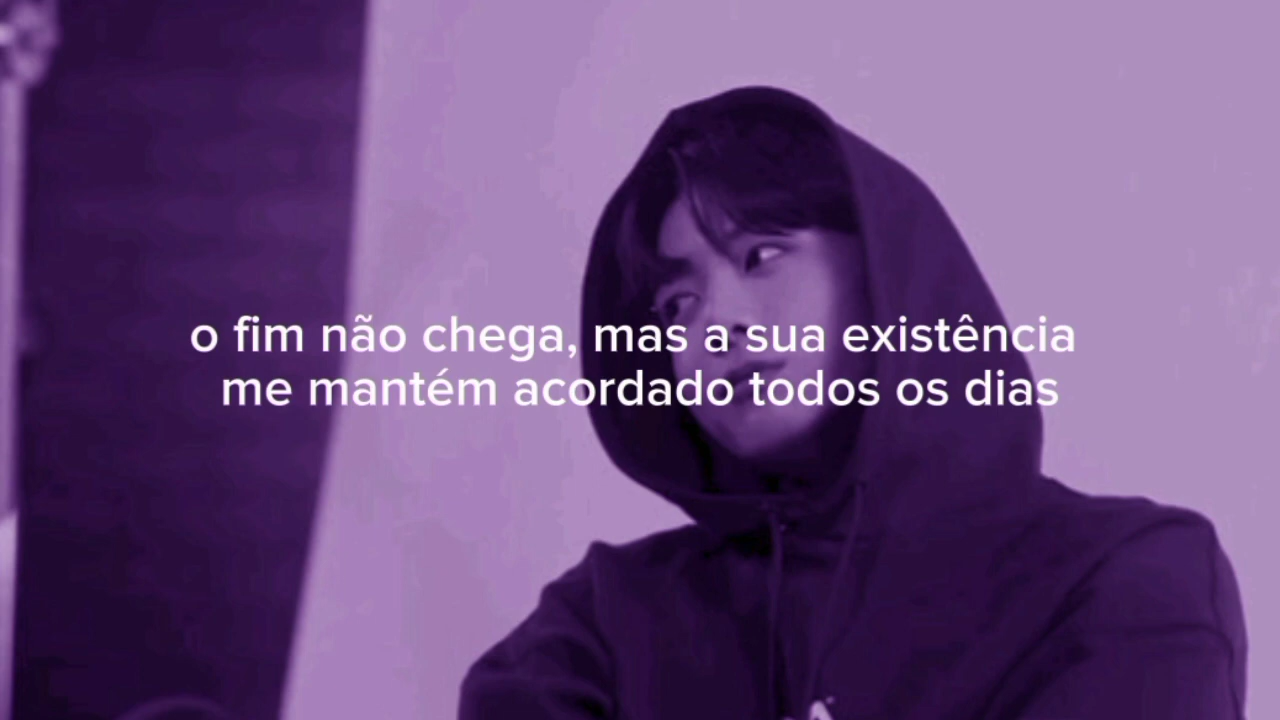 o fim não chega, mas a sua existência
me mantém acordado todos os dias